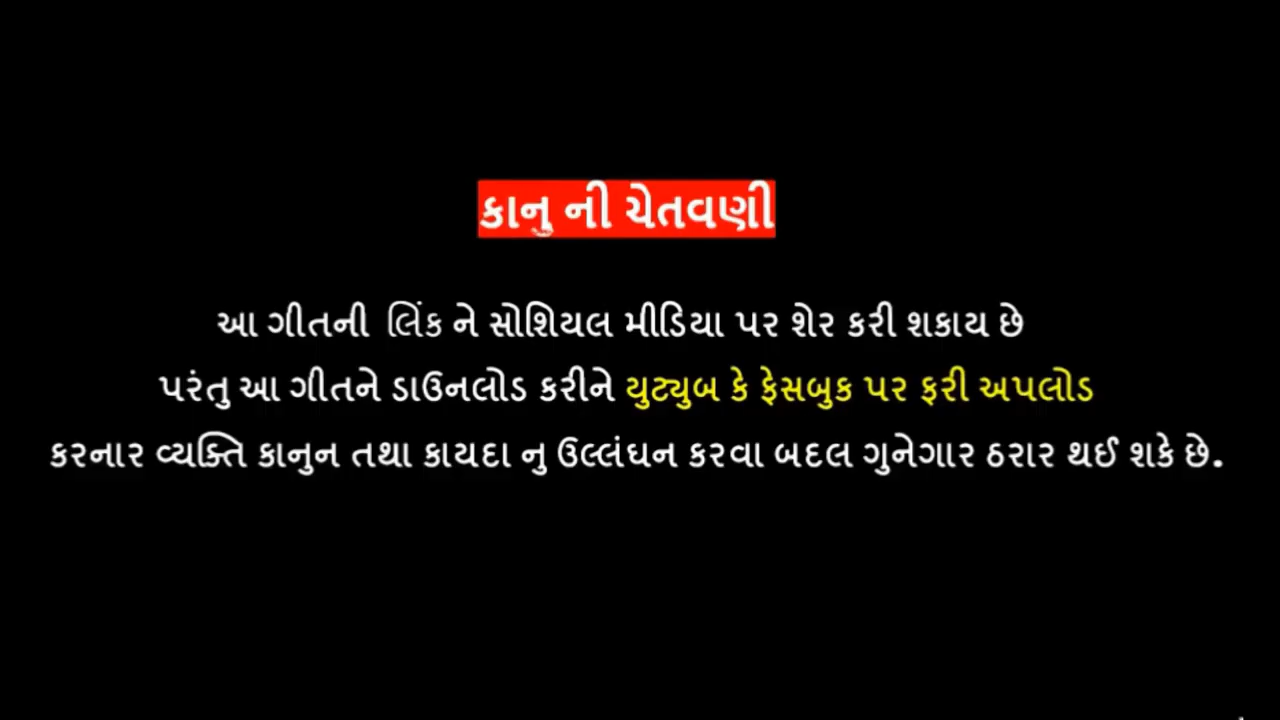 કાનુ ની ચેતવણી
આ ગીતની લિંક ને સોશિયલ મીડિયા પર શેર કરી શકાય છે
પરંતુ આ ગીતને ડાઉનલોડ કરીને યુટ્યુબ કે ફેસબુક પર ફરી અપલોડ
કરનાર વ્યક્તિ કાનુન તથા કાયદા નુ ઉલ્લંઘન કરવા બદલ ગુનેગાર ઠરાર થઈ શકે છે.